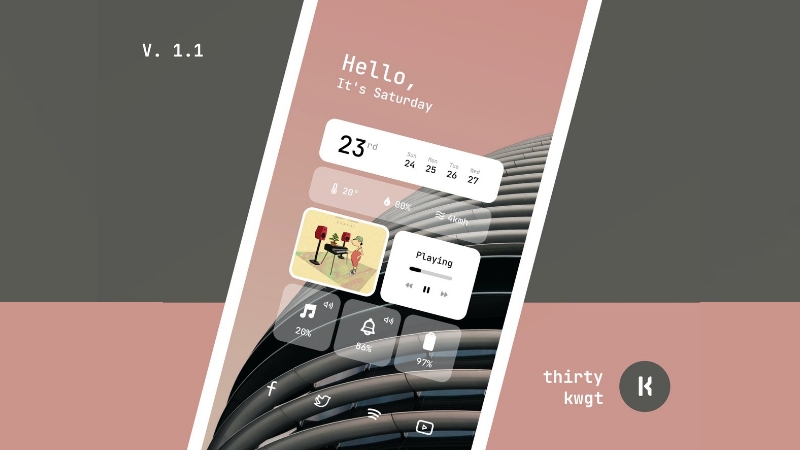 V. 1.1
Hello,
It's Saturday
23rd
Sun Mon Tue Wed
24 25 26 27
20° 00% 4kmh
Playing
20% 86% 97%
thirty
kwgt